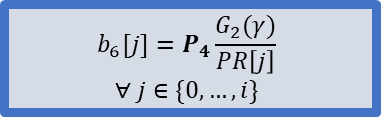 b₆[j] = P₄ G₂(γ) / PR[j]
∀ j ∈ {0, … , i}